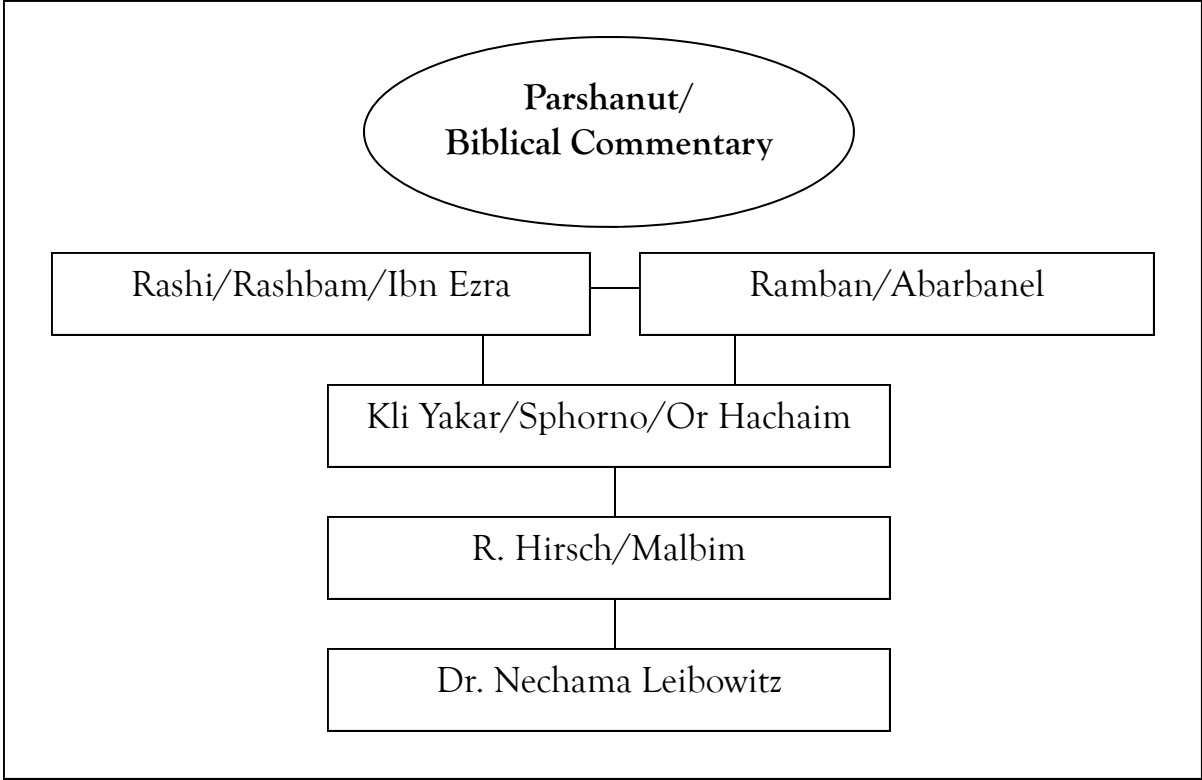 Parshanut/
Biblical Commentary
Rashi/Rashbam/Ibn Ezra
Ramban/Abarbanel
Kli Yakar/Sphorno/Or Hachaim
R. Hirsch/Malbim
Dr. Nechama Leibowitz